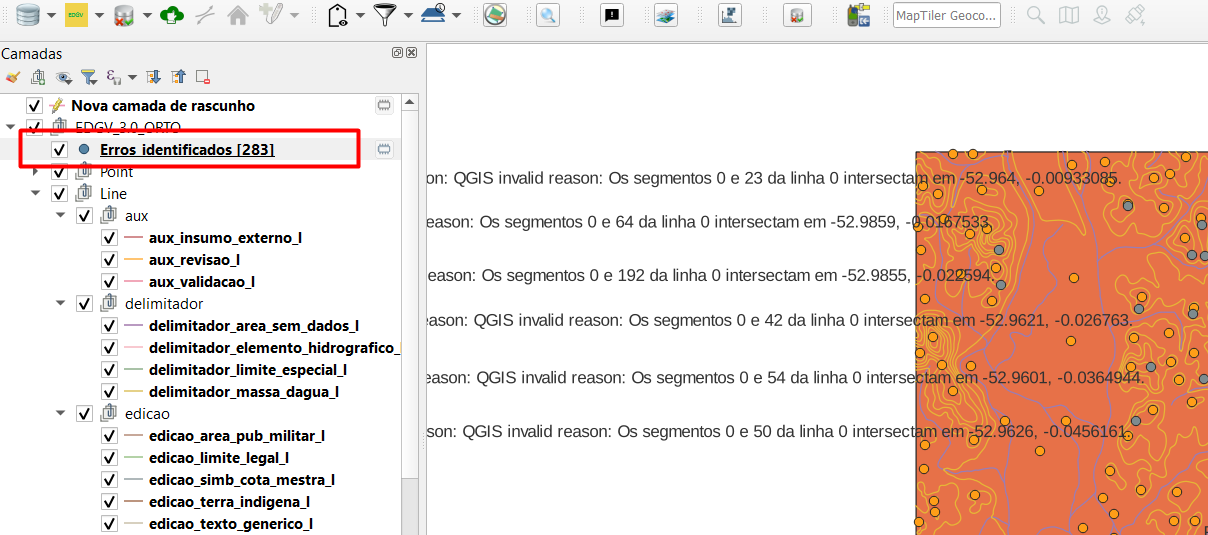 EDGV
MapTiler Geoco...
Camadas
Nova camada de rascunho
EDGV_3.0_ORTO
Erros identificados [283]
Point
Line
aux
aux_insumo_externo_l
aux_revisao_l
aux_validacao_l
delimitador
delimitador_area_sem_dados_l
delimitador_elemento_hidrografico_
delimitador_limite_especial_l
delimitador_massa_dagua_l
edicao
edicao_area_pub_militar_l
edicao_limite_legal_l
edicao_simb_cota_mestra_l
edicao_terra_indigena_l
edicao_texto_generico_l
on: QGIS invalid reason: Os segmentos 0 e 23 da linha 0 intersectam em -52.964, -0.00933085.
reason: Os segmentos 0 e 64 da linha 0 intersectam em -52.9859, -0.0167533.
eason: Os segmentos 0 e 192 da linha 0 intersectam em -52.9855, -0.022594.
eason: QGIS invalid reason: Os segmentos 0 e 42 da linha 0 intersectam em -52.9621, -0.026763.
eason: QGIS invalid reason: Os segmentos 0 e 54 da linha 0 intersectam em -52.9601, -0.0364944.
son: QGIS invalid reason: Os segmentos 0 e 50 da linha 0 intersectam em -52.9626, -0.0456161.